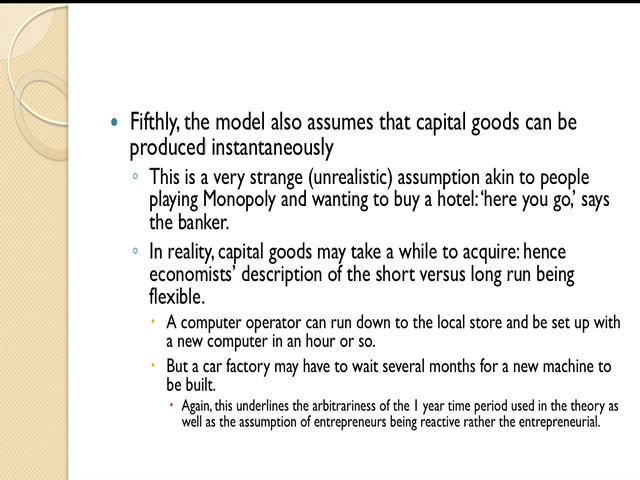 Fifthly, the model also assumes that capital goods can be
produced instantaneously
This is a very strange (unrealistic) assumption akin to people
playing Monopoly and wanting to buy a hotel: ‘here you go,’ says
the banker.
In reality, capital goods may take a while to acquire: hence
economists’ description of the short versus long run being
flexible.
A computer operator can run down to the local store and be set up with
a new computer in an hour or so.
But a car factory may have to wait several months for a new machine to
be built.
Again, this underlines the arbitrariness of the 1 year time period used in the theory as
well as the assumption of entrepreneurs being reactive rather the entrepreneurial.